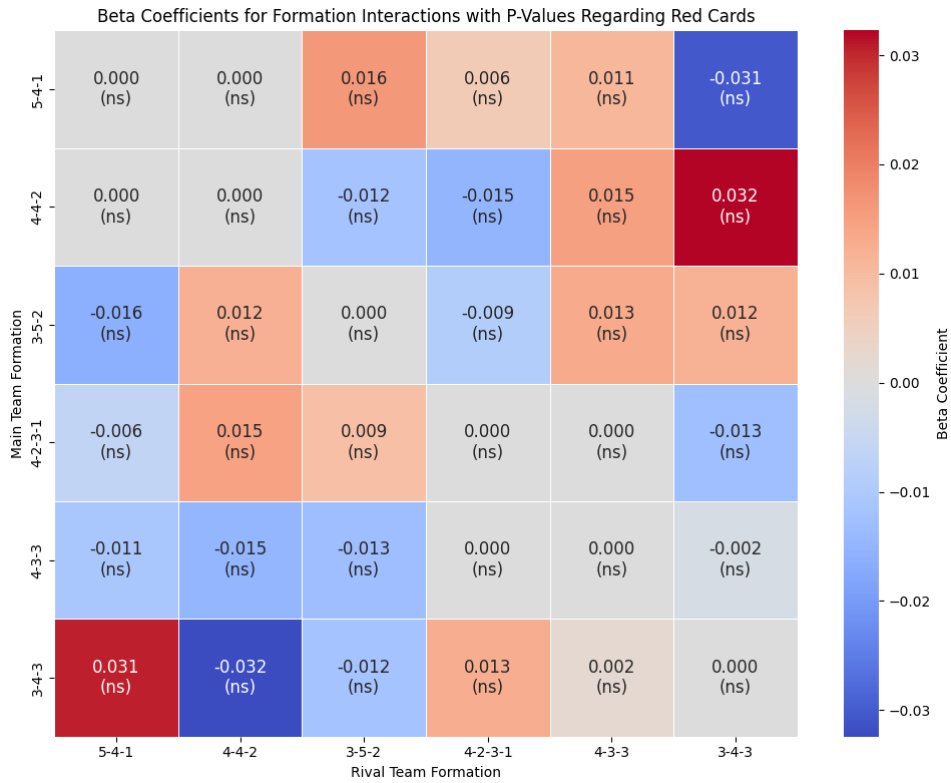 Beta Coefficients for Formation Interactions with P-Values Regarding Red Cards
Main Team Formation
5-4-1
0.000 0.000 0.016 0.006 0.011 -0.031
(ns) (ns) (ns) (ns) (ns) (ns)
4-4-2
0.000 0.000 -0.012 -0.015 0.015 0.032
(ns) (ns) (ns) (ns) (ns) (ns)
3-5-2
-0.016 0.012 0.000 -0.009 0.013 0.012
(ns) (ns) (ns) (ns) (ns) (ns)
4-2-3-1
-0.006 0.015 0.009 0.000 0.000 -0.013
(ns) (ns) (ns) (ns) (ns) (ns)
4-3-3
-0.011 -0.015 -0.013 0.000 0.000 -0.002
(ns) (ns) (ns) (ns) (ns) (ns)
3-4-3
0.031 -0.032 -0.012 0.013 0.002 0.000
(ns) (ns) (ns) (ns) (ns) (ns)
5-4-1 4-4-2 3-5-2 4-2-3-1 4-3-3 3-4-3
Rival Team Formation
0.03
0.02
0.01
0.00
−0.01
−0.02
−0.03
Beta Coefficient